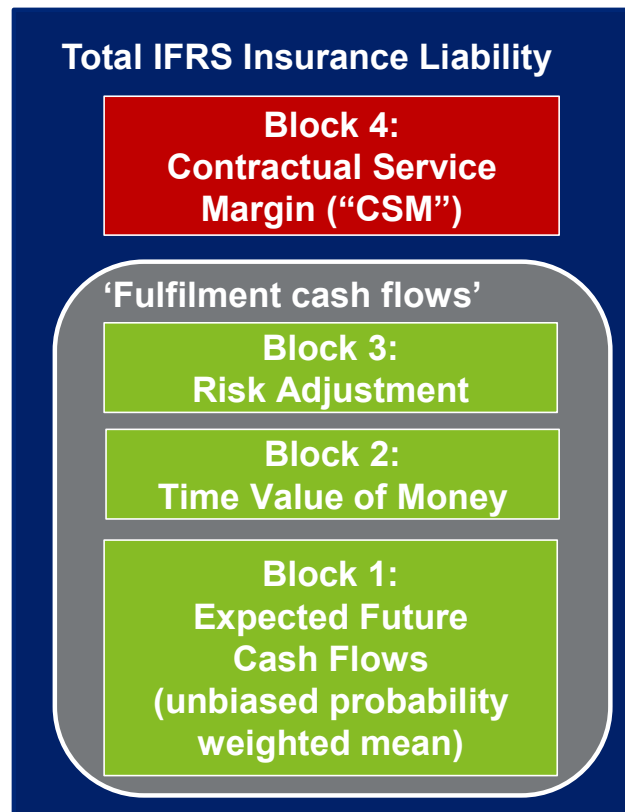 Total IFRS Insurance Liability
Block 4:
Contractual Service
Margin (“CSM”)
‘Fulfilment cash flows’
Block 3:
Risk Adjustment
Block 2:
Time Value of Money
Block 1:
Expected Future
Cash Flows
(unbiased probability
weighted mean)